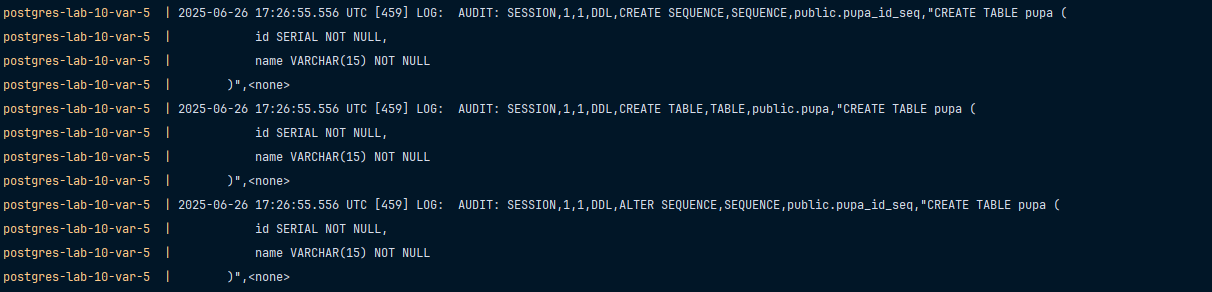 postgres-lab-10-var-5  | 2025-06-26 17:26:55.556 UTC [459] LOG:  AUDIT: SESSION,1,1,DDL,CREATE SEQUENCE,SEQUENCE,public.pupa_id_seq,"CREATE TABLE pupa (
postgres-lab-10-var-5  |            id SERIAL NOT NULL,
postgres-lab-10-var-5  |            name VARCHAR(15) NOT NULL
postgres-lab-10-var-5  |        )",<none>
postgres-lab-10-var-5  | 2025-06-26 17:26:55.556 UTC [459] LOG:  AUDIT: SESSION,1,1,DDL,CREATE TABLE,TABLE,public.pupa,"CREATE TABLE pupa (
postgres-lab-10-var-5  |            id SERIAL NOT NULL,
postgres-lab-10-var-5  |            name VARCHAR(15) NOT NULL
postgres-lab-10-var-5  |        )",<none>
postgres-lab-10-var-5  | 2025-06-26 17:26:55.556 UTC [459] LOG:  AUDIT: SESSION,1,1,DDL,ALTER SEQUENCE,SEQUENCE,public.pupa_id_seq,"CREATE TABLE pupa (
postgres-lab-10-var-5  |            id SERIAL NOT NULL,
postgres-lab-10-var-5  |            name VARCHAR(15) NOT NULL
postgres-lab-10-var-5  |        )",<none>